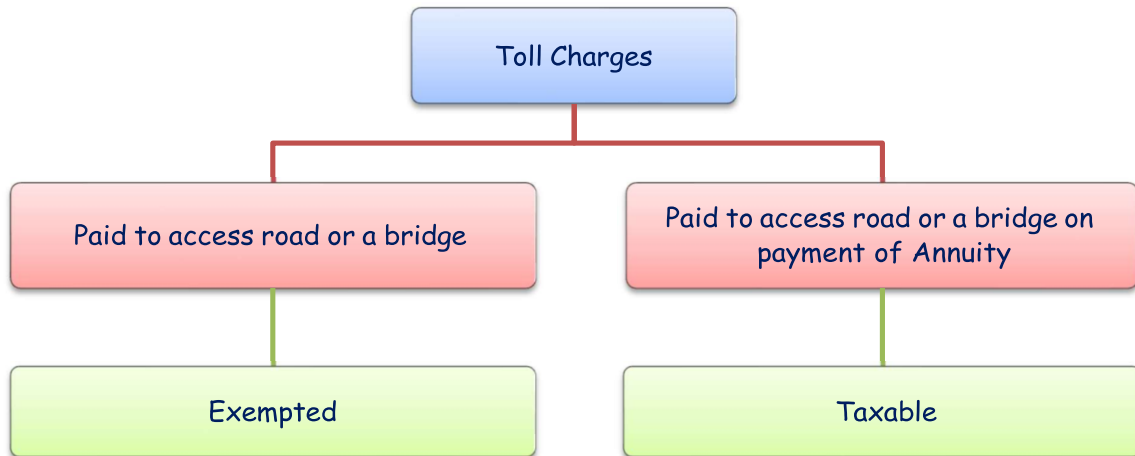 Toll Charges
Paid to access road or a bridge
Paid to access road or a bridge on
payment of Annuity
Exempted
Taxable